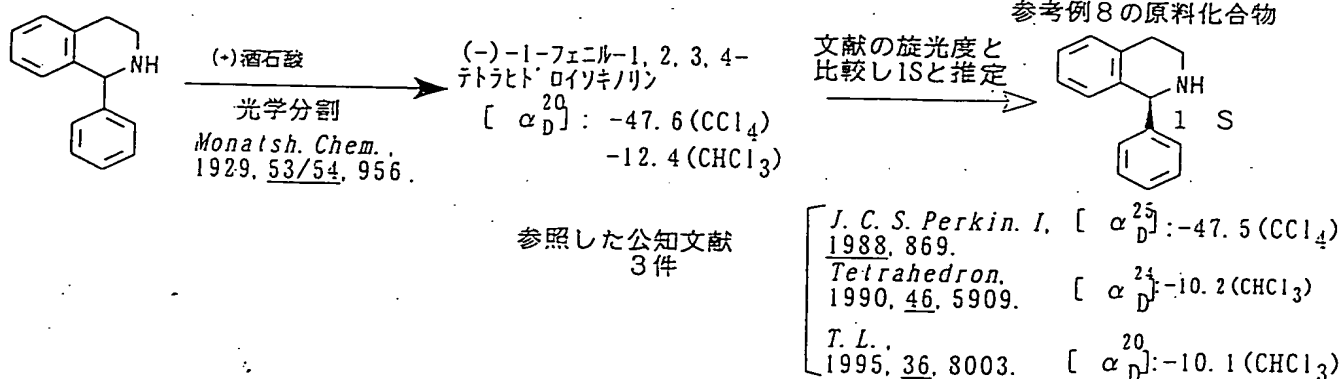 NH
(+)酒石酸
光学分割
Monatsh. Chem.,
1929, 53/54, 956.
(-)-1-フェニル-1, 2, 3, 4-
テトラヒドロイソキノリン
[ α 20 D ] : -47.6(CCl4)
-12.4(CHCl3)
参照した公知文献
3件
文献の旋光度と
比較し1Sと推定
参考例8の原料化合物
NH
1 S
J. C. S. Perkin. I, [ α 25 D ] :-47.5(CCl4)
1988, 869.
Tetrahedron,
1990, 46, 5909. [ α 24 D ]:-10.2(CHCl3)
T. L.,
1995, 36, 8003. [ α 20 D ]:-10.1(CHCl3)